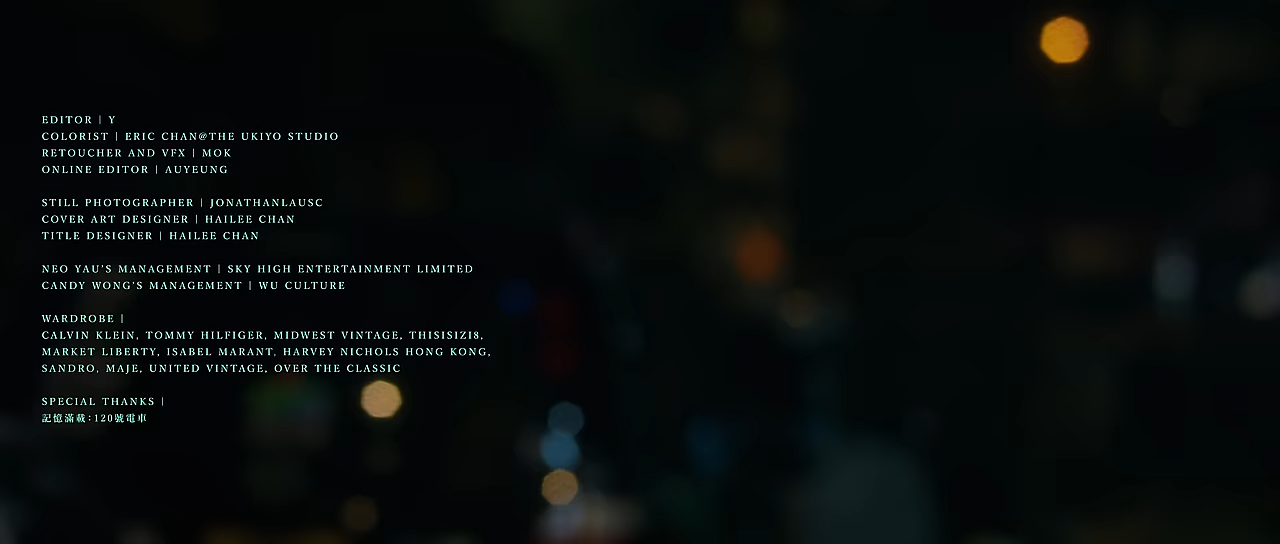 EDITOR | Y
COLORIST | ERIC CHAN@THE UKIYO STUDIO
RETOUCHER AND VFX | MOK
ONLINE EDITOR | AUYEUNG
STILL PHOTOGRAPHER | JONATHANLAUSC
COVER ART DESIGNER | HAILEE CHAN
TITLE DESIGNER | HAILEE CHAN
NEO YAU'S MANAGEMENT | SKY HIGH ENTERTAINMENT LIMITED
CANDY WONG'S MANAGEMENT | WU CULTURE
WARDROBE |
CALVIN KLEIN, TOMMY HILFIGER, MIDWEST VINTAGE, THISISIZI8,
MARKET LIBERTY, ISABEL MARANT, HARVEY NICHOLS HONG KONG,
SANDRO, MAJE, UNITED VINTAGE, OVER THE CLASSIC
SPECIAL THANKS |
記憶滿載:120號電車